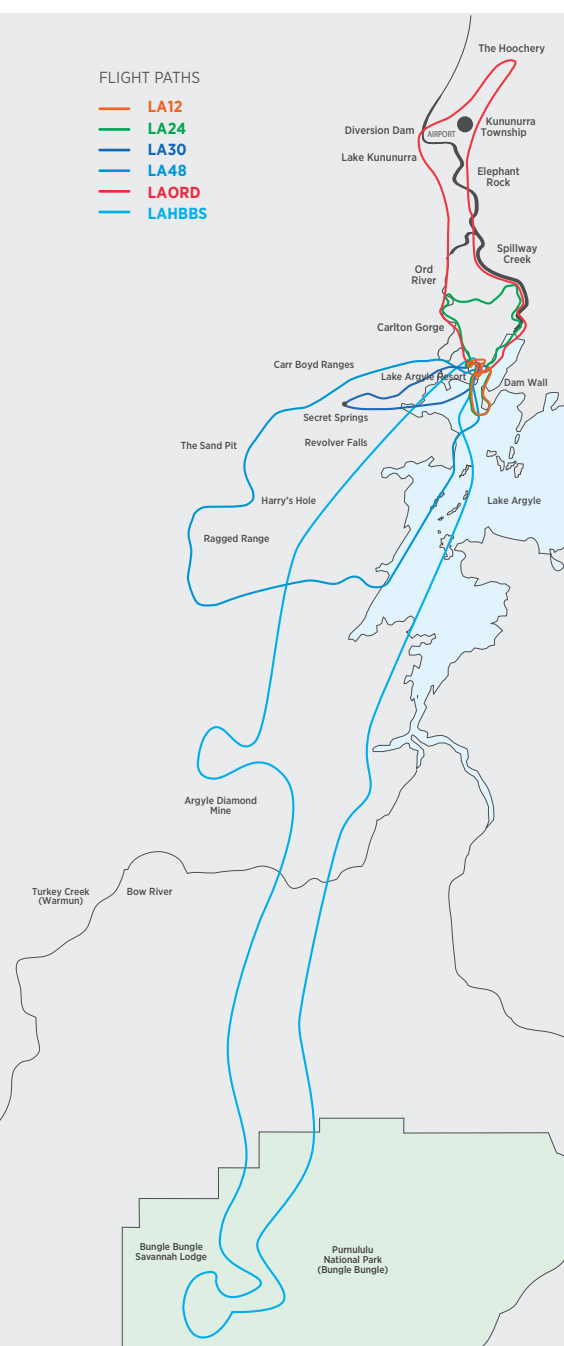 The Hoochery
FLIGHT PATHS
LA12
LA24
LA30
LA48
LAORD
LAHBBS
Kununurra
Township
Diversion Dam
AIRPORT
Lake Kununurra
Elephant
Rock
Spillway
Creek
Ord
River
Carlton Gorge
Carr Boyd Ranges
Lake Argyle Resort
Dam Wall
Secret Springs
Revolver Falls
The Sand Pit
Harry's Hole
Lake Argyle
Ragged Range
Argyle Diamond
Mine
Turkey Creek
(Warmun)
Bow River
Bungle Bungle
Savannah Lodge
Purnululu
National Park
(Bungle Bungle)